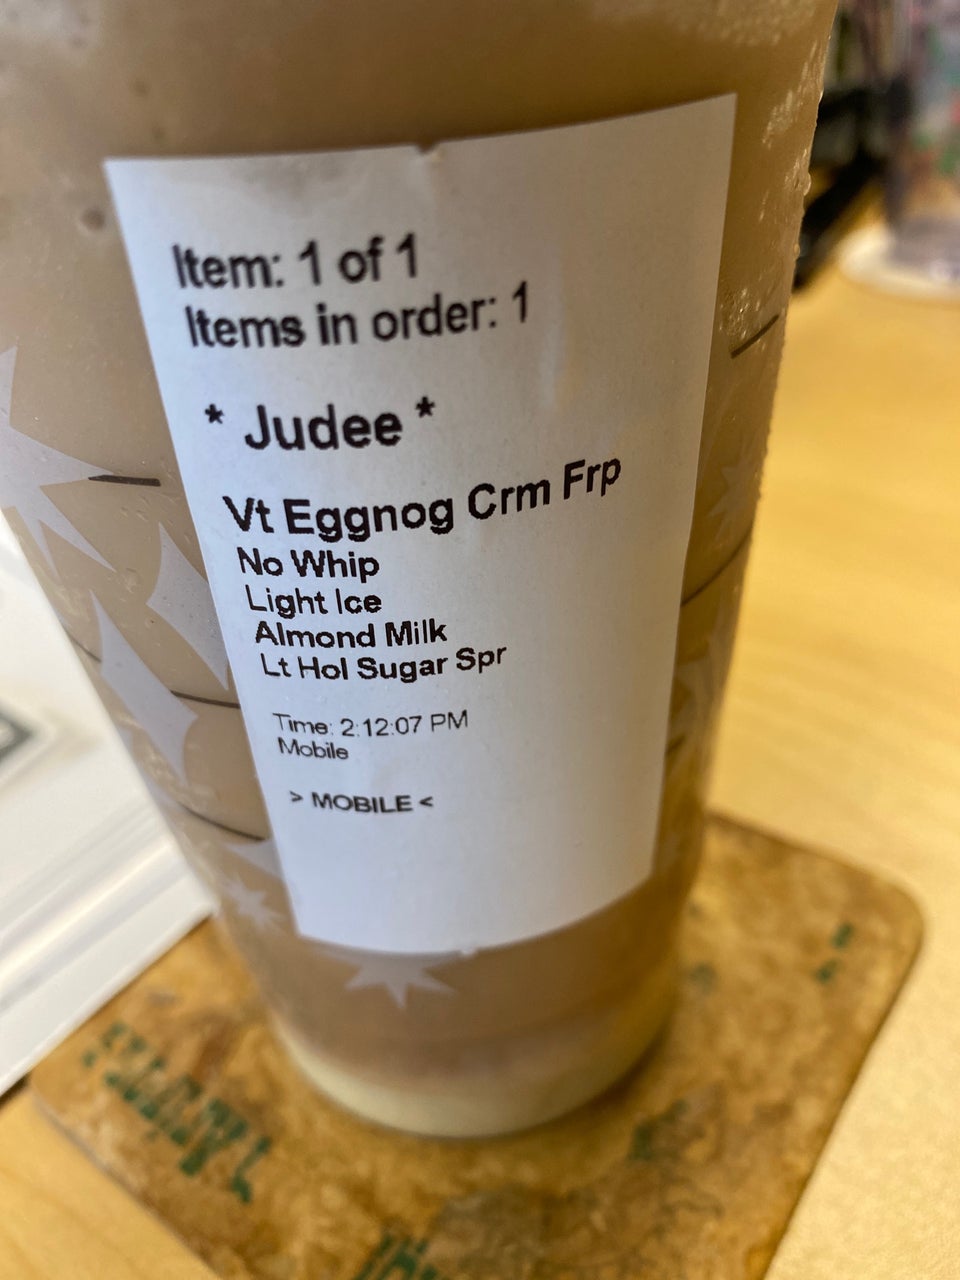 Item: 1 of 1
Items in order: 1
* Judee *
Vt Eggnog Crm Frp
No Whip
Light Ice
Almond Milk
Lt Hol Sugar Spr
Time: 2:12:07 PM
Mobile
> MOBILE <